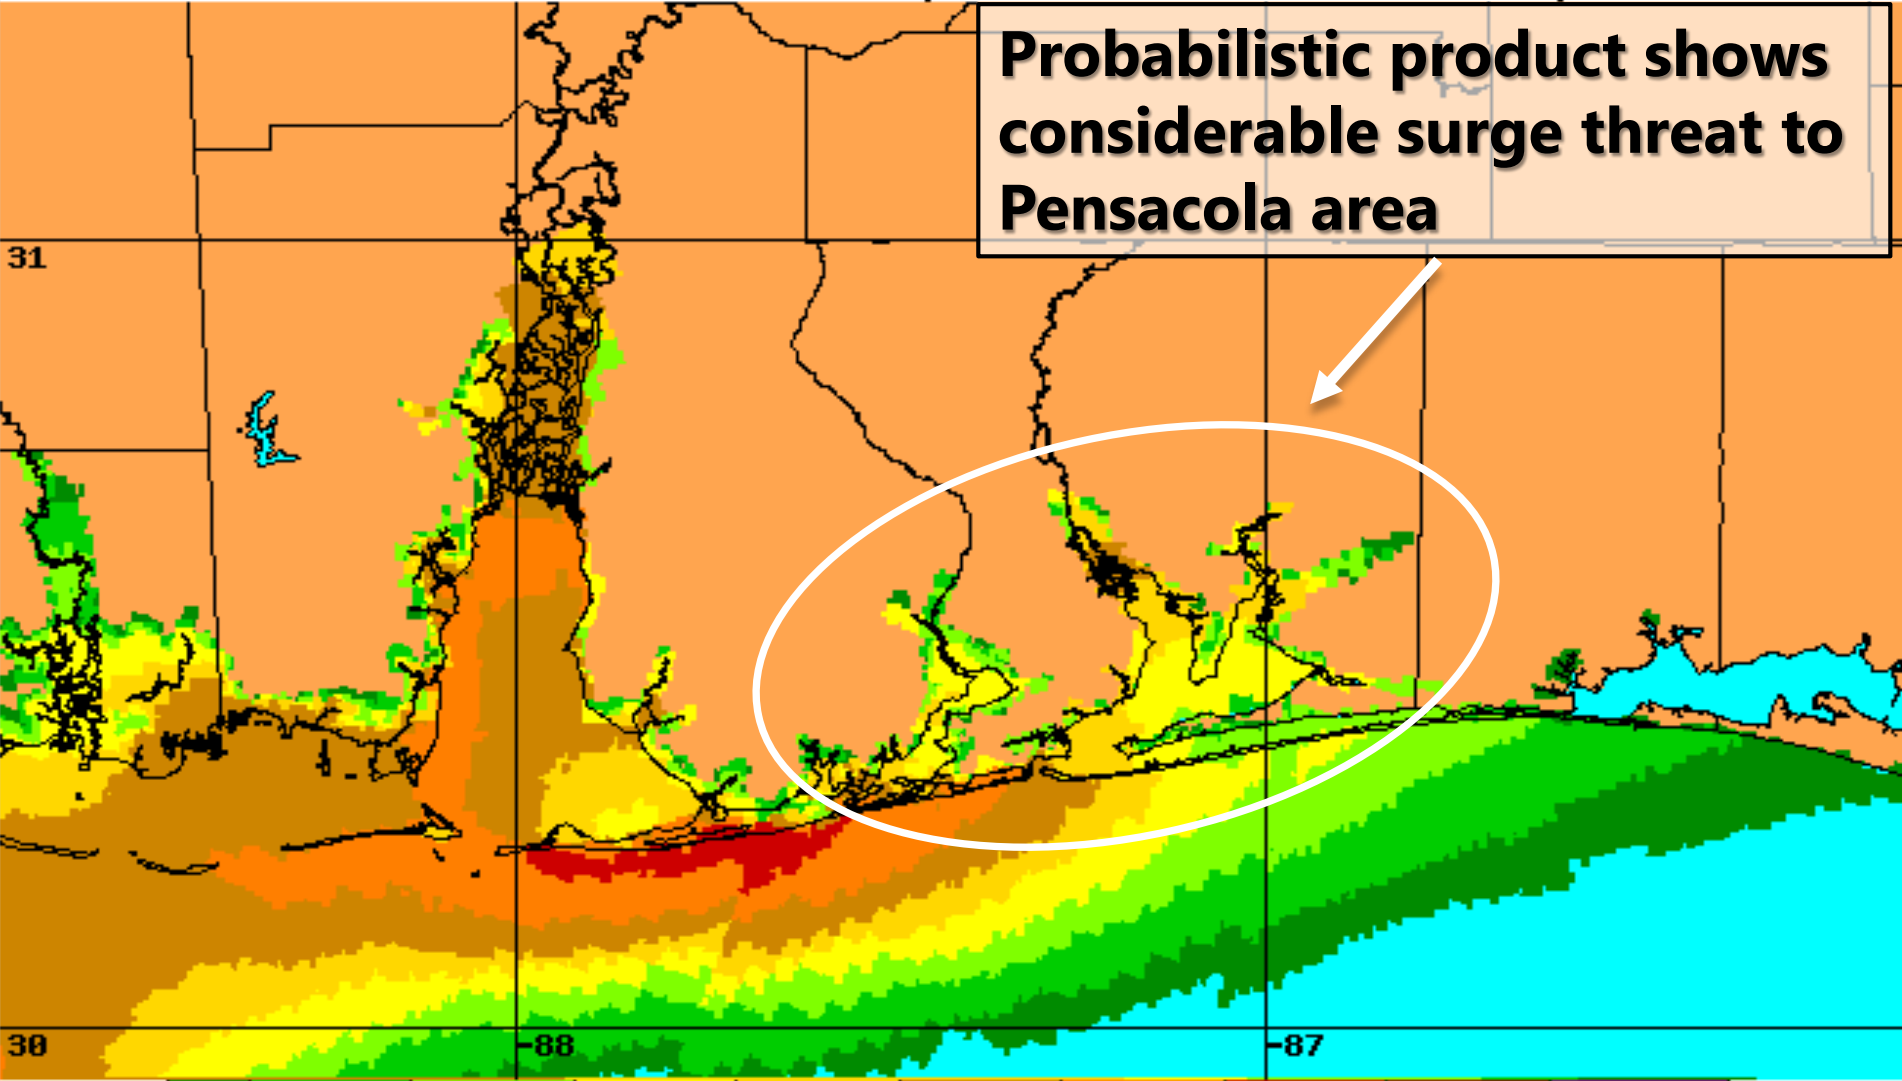 Probabilistic product shows
considerable surge threat to
Pensacola area
31
30
-88
-87